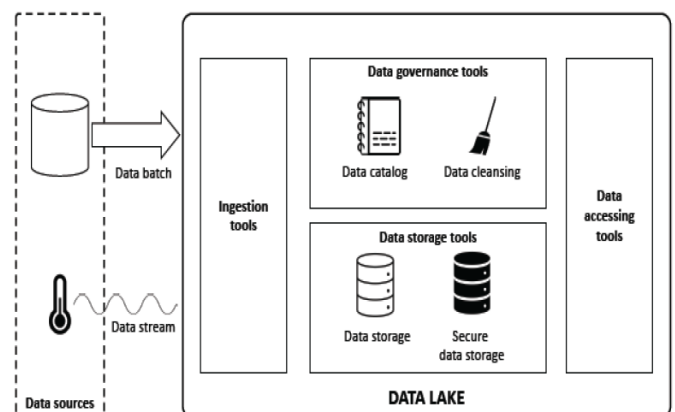 Data governance tools
Data catalog
Data cleansing
Data batch
Ingestion
tools
Data
accessing
tools
Data storage tools
Data stream
Data storage
Secure
data storage
Data sources
DATA LAKE